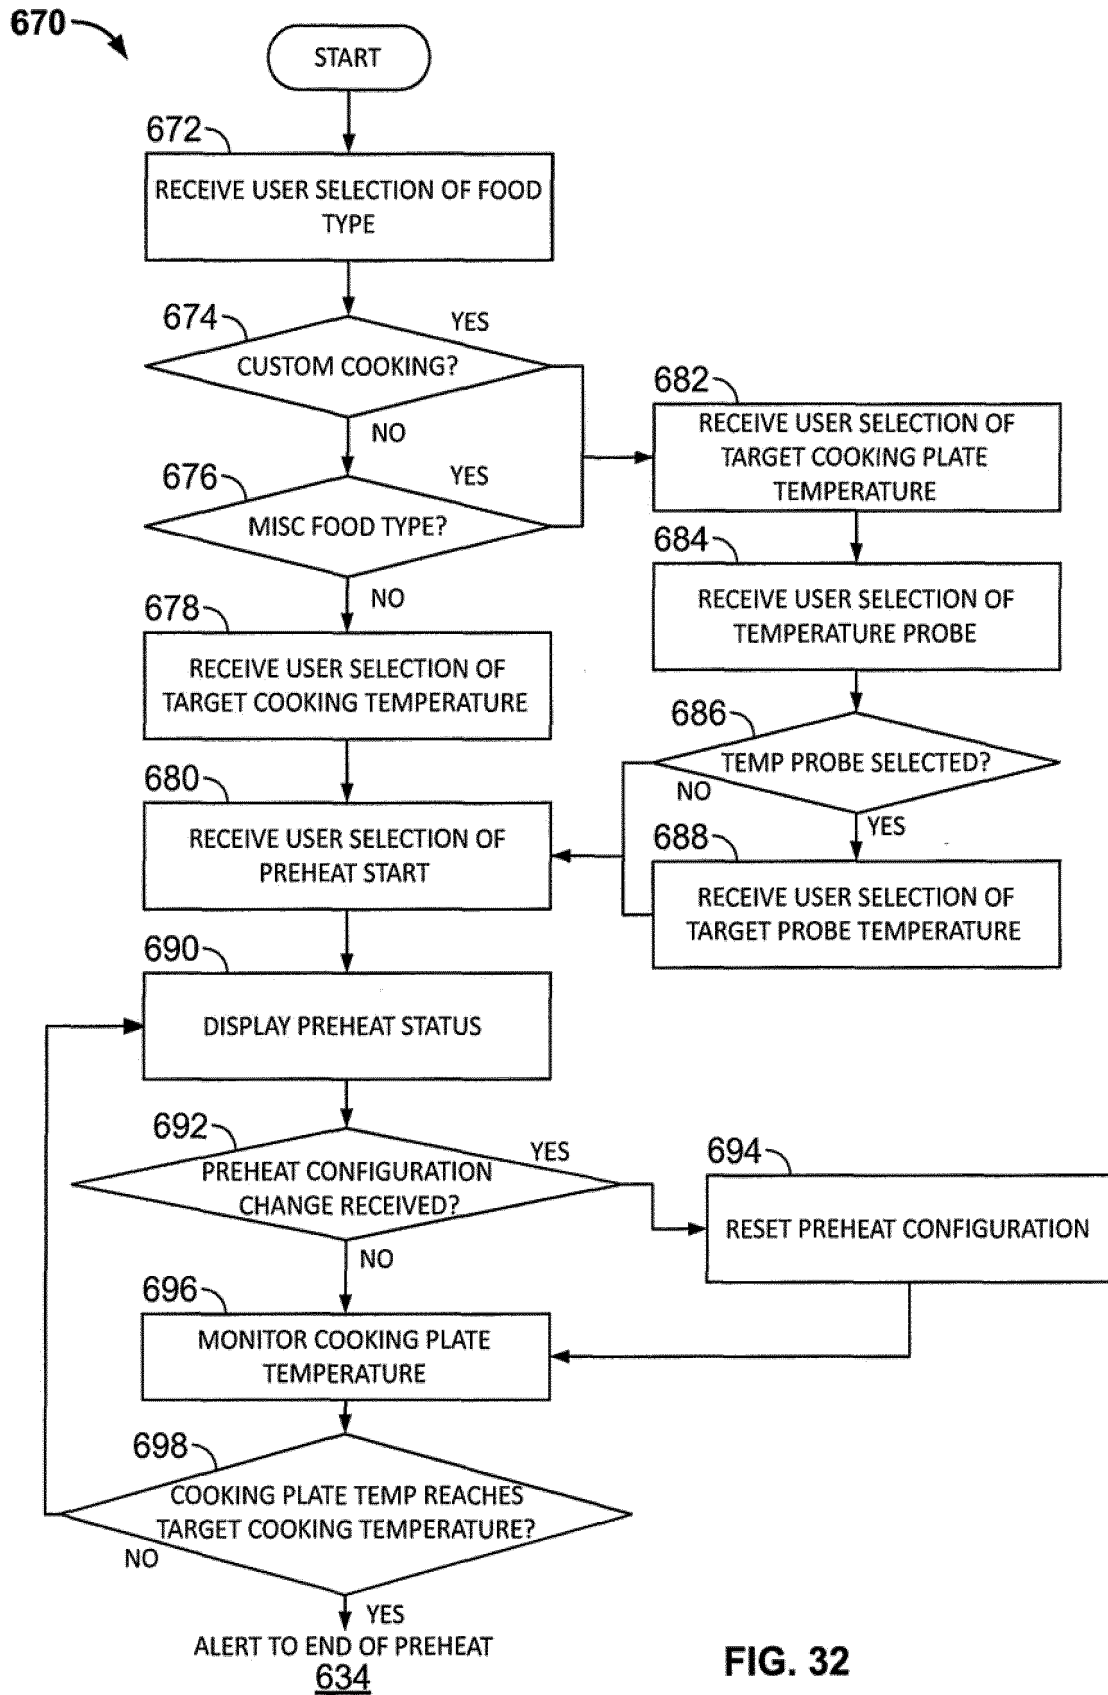 670
START
672
RECEIVE USER SELECTION OF FOOD
TYPE
674
YES
CUSTOM COOKING?
NO
676
YES
MISC FOOD TYPE?
NO
678
RECEIVE USER SELECTION OF
TARGET COOKING TEMPERATURE
680
RECEIVE USER SELECTION OF
PREHEAT START
682
RECEIVE USER SELECTION OF
TARGET COOKING PLATE
TEMPERATURE
684
RECEIVE USER SELECTION OF
TEMPERATURE PROBE
686
TEMP PROBE SELECTED?
NO
YES
688
RECEIVE USER SELECTION OF
TARGET PROBE TEMPERATURE
690
DISPLAY PREHEAT STATUS
692
YES
PREHEAT CONFIGURATION
CHANGE RECEIVED?
NO
694
RESET PREHEAT CONFIGURATION
696
MONITOR COOKING PLATE
TEMPERATURE
698
COOKING PLATE TEMP REACHES
TARGET COOKING TEMPERATURE?
NO
YES
ALERT TO END OF PREHEAT
634
FIG. 32